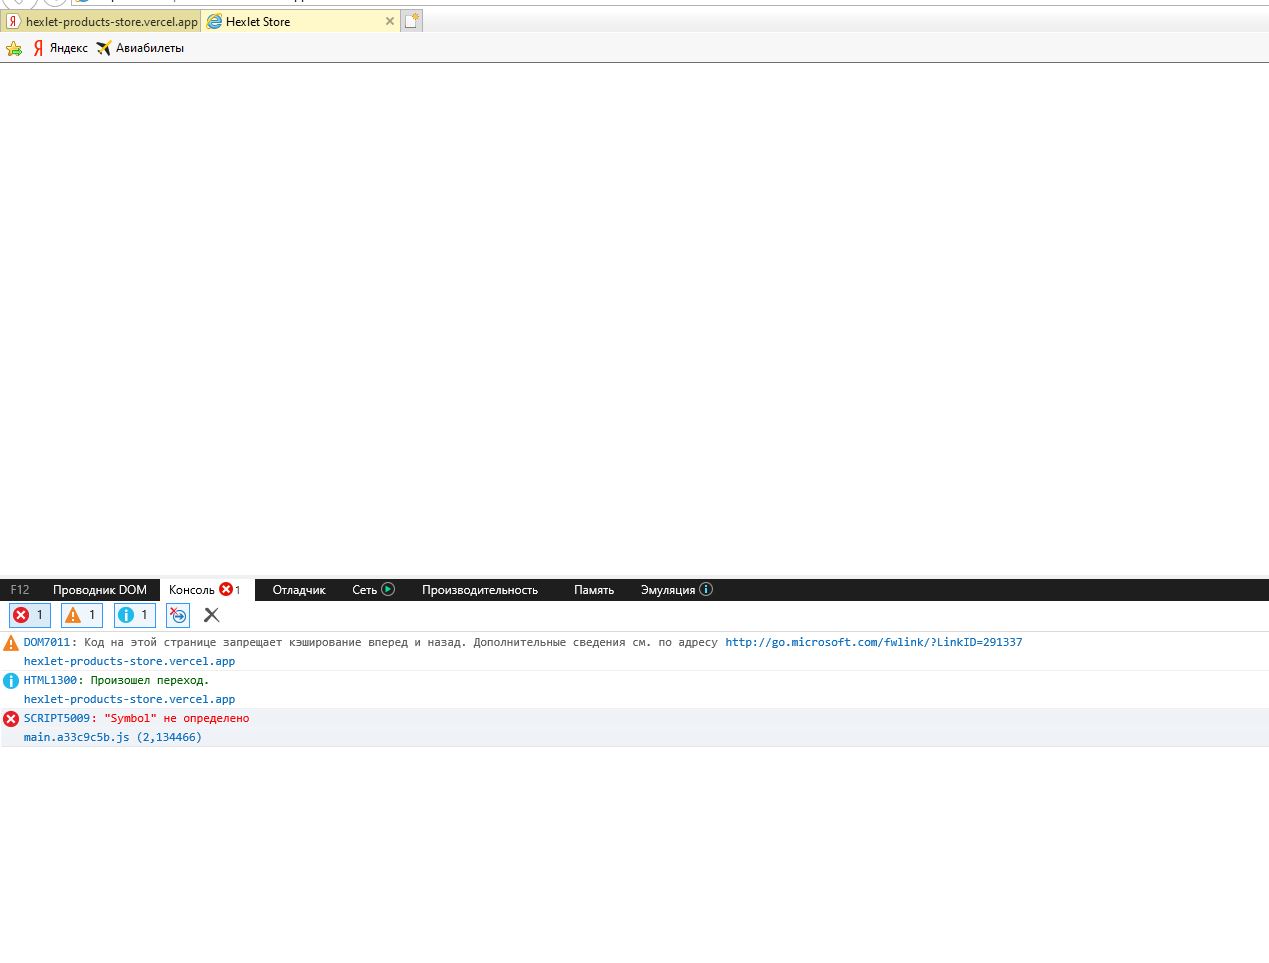 hexlet-products-store.vercel.app
Hexlet Store
Яндекс
Авиабилеты
F12 Проводник DOM Консоль 1 Отладчик Сеть Производительность Память Эмуляция
1 1 1
DOM7011: Код на этой странице запрещает кэширование вперед и назад. Дополнительные сведения см. по адресу http://go.microsoft.com/fwlink/?LinkID=291337
hexlet-products-store.vercel.app
HTML1300: Произошел переход.
hexlet-products-store.vercel.app
SCRIPT5009: "Symbol" не определено
main.a33c9c5b.js (2,134466)